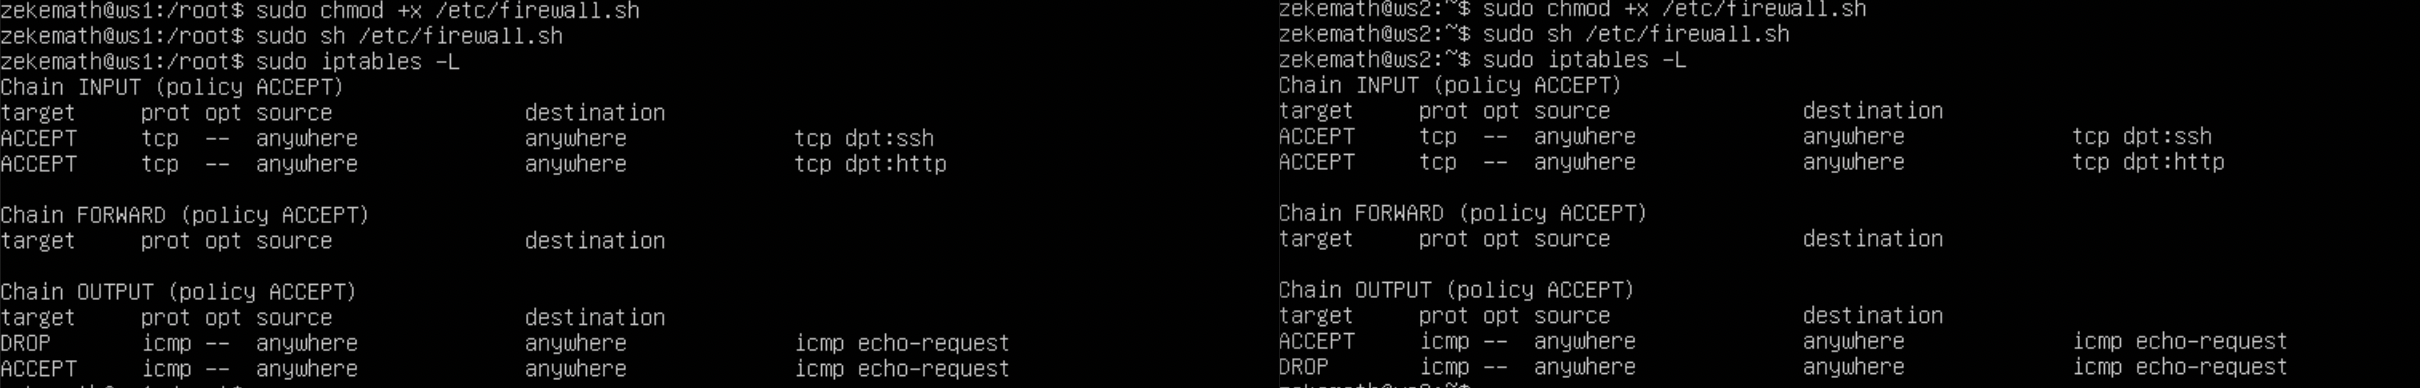 zekemath@ws1:/root$ sudo chmod +x /etc/firewall.sh
zekemath@ws1:/root$ sudo sh /etc/firewall.sh
zekemath@ws1:/root$ sudo iptables -L
Chain INPUT (policy ACCEPT)
target prot opt source destination
ACCEPT tcp -- anywhere anywhere tcp dpt:ssh
ACCEPT tcp -- anywhere anywhere tcp dpt:http
Chain FORWARD (policy ACCEPT)
target prot opt source destination
Chain OUTPUT (policy ACCEPT)
target prot opt source destination
DROP icmp -- anywhere anywhere icmp echo-request
ACCEPT icmp -- anywhere anywhere icmp echo-request
zekemath@ws2:~$ sudo chmod +x /etc/firewall.sh
zekemath@ws2:~$ sudo sh /etc/firewall.sh
zekemath@ws2:~$ sudo iptables -L
Chain INPUT (policy ACCEPT)
target prot opt source destination
ACCEPT tcp -- anywhere anywhere tcp dpt:ssh
ACCEPT tcp -- anywhere anywhere tcp dpt:http
Chain FORWARD (policy ACCEPT)
target prot opt source destination
Chain OUTPUT (policy ACCEPT)
target prot opt source destination
ACCEPT icmp -- anywhere anywhere icmp echo-request
DROP icmp -- anywhere anywhere icmp echo-request